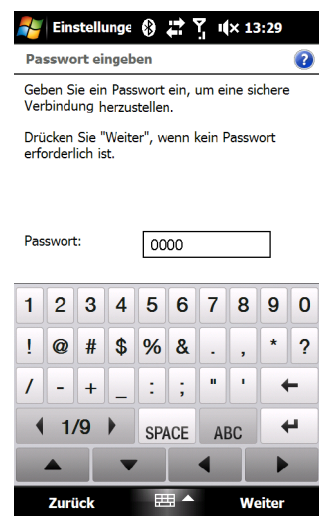 Einstellunge 13:29
Passwort eingeben ?
Geben Sie ein Passwort ein, um eine sichere
Verbindung herzustellen.
Drücken Sie "Weiter", wenn kein Passwort
erforderlich ist.
Passwort: 0000
1 2 3 4 5 6 7 8 9 0
! @ # $ % & . , * ?
/ - + _ : ; " '
1/9 SPACE ABC
Zurück Weiter